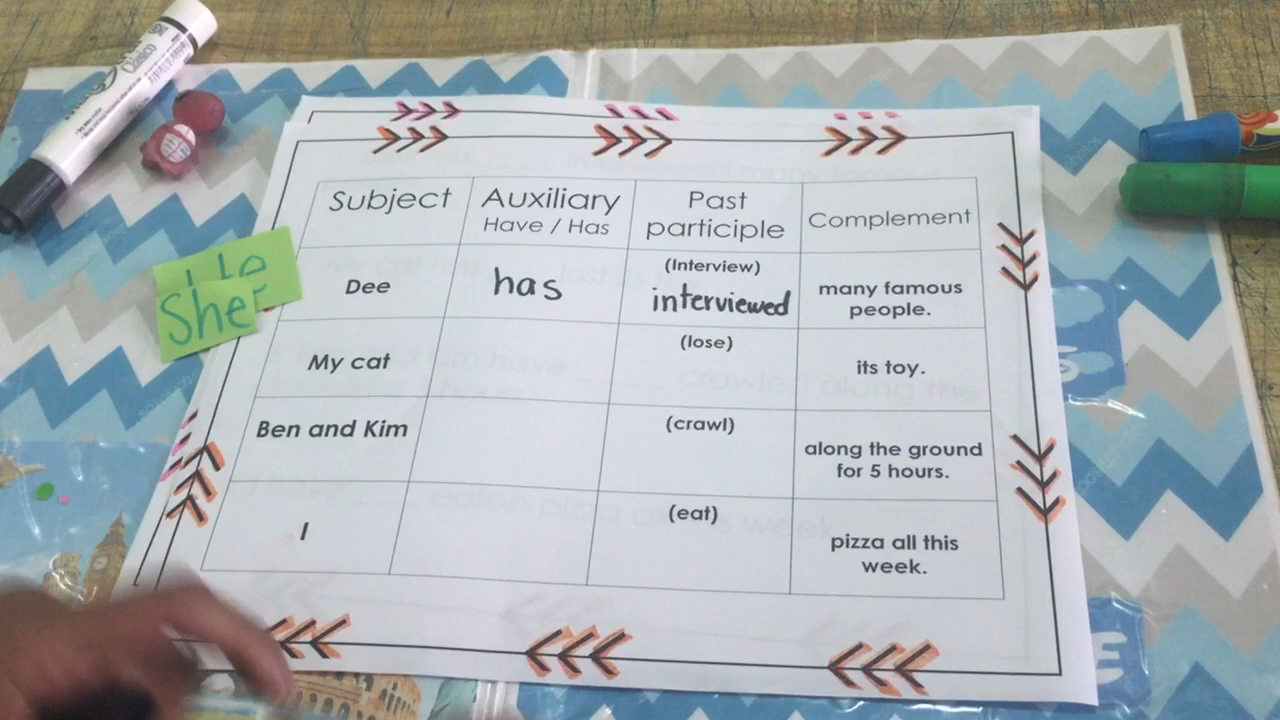 Subject
Auxiliary
Have / Has
Past
participle
Complement
He
She
Dee
has
(Interview)
interviewed
many famous
people.
My cat
(lose)
its toy.
Ben and Kim
(crawl)
along the ground
for 5 hours.
I
(eat)
pizza all this
week.